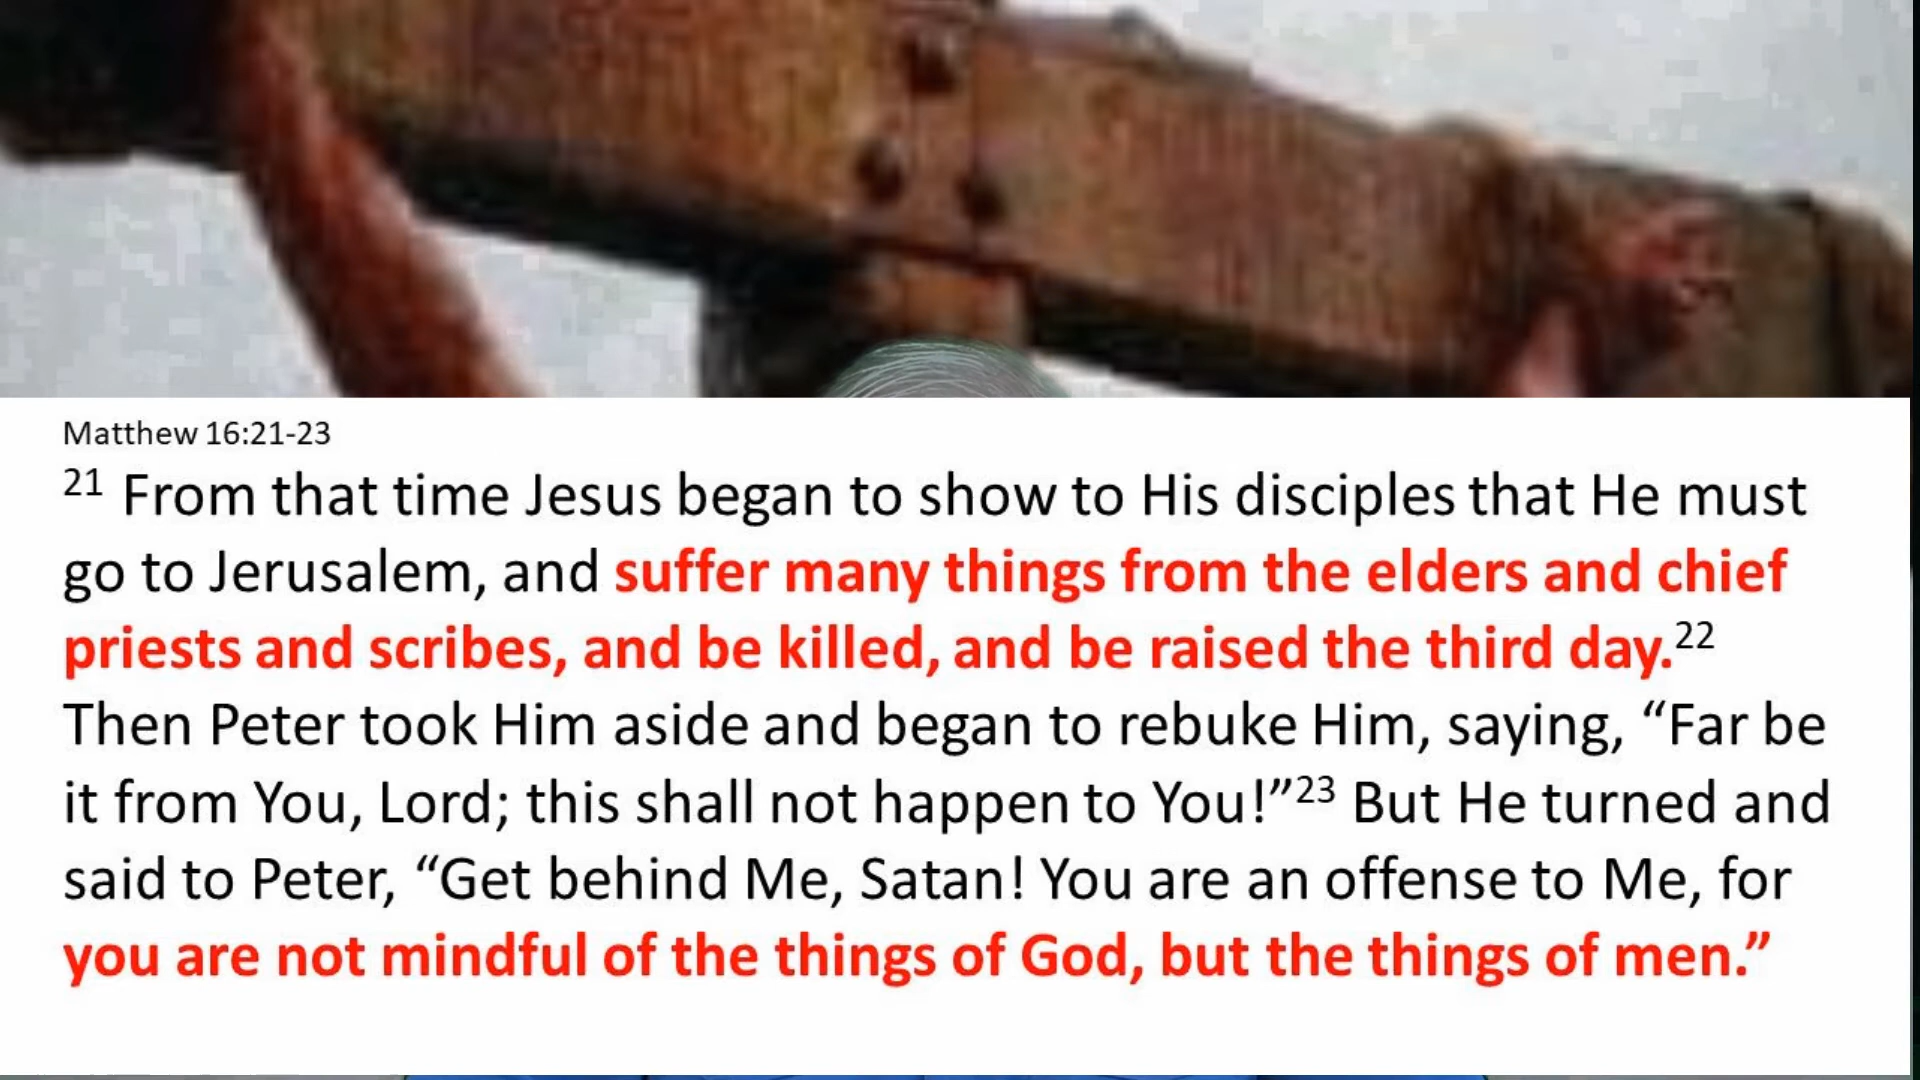 Matthew 16:21-23
21 From that time Jesus began to show to His disciples that He must
go to Jerusalem, and suffer many things from the elders and chief
priests and scribes, and be killed, and be raised the third day.22
Then Peter took Him aside and began to rebuke Him, saying, “Far be
it from You, Lord; this shall not happen to You!”23 But He turned and
said to Peter, “Get behind Me, Satan! You are an offense to Me, for
you are not mindful of the things of God, but the things of men.”